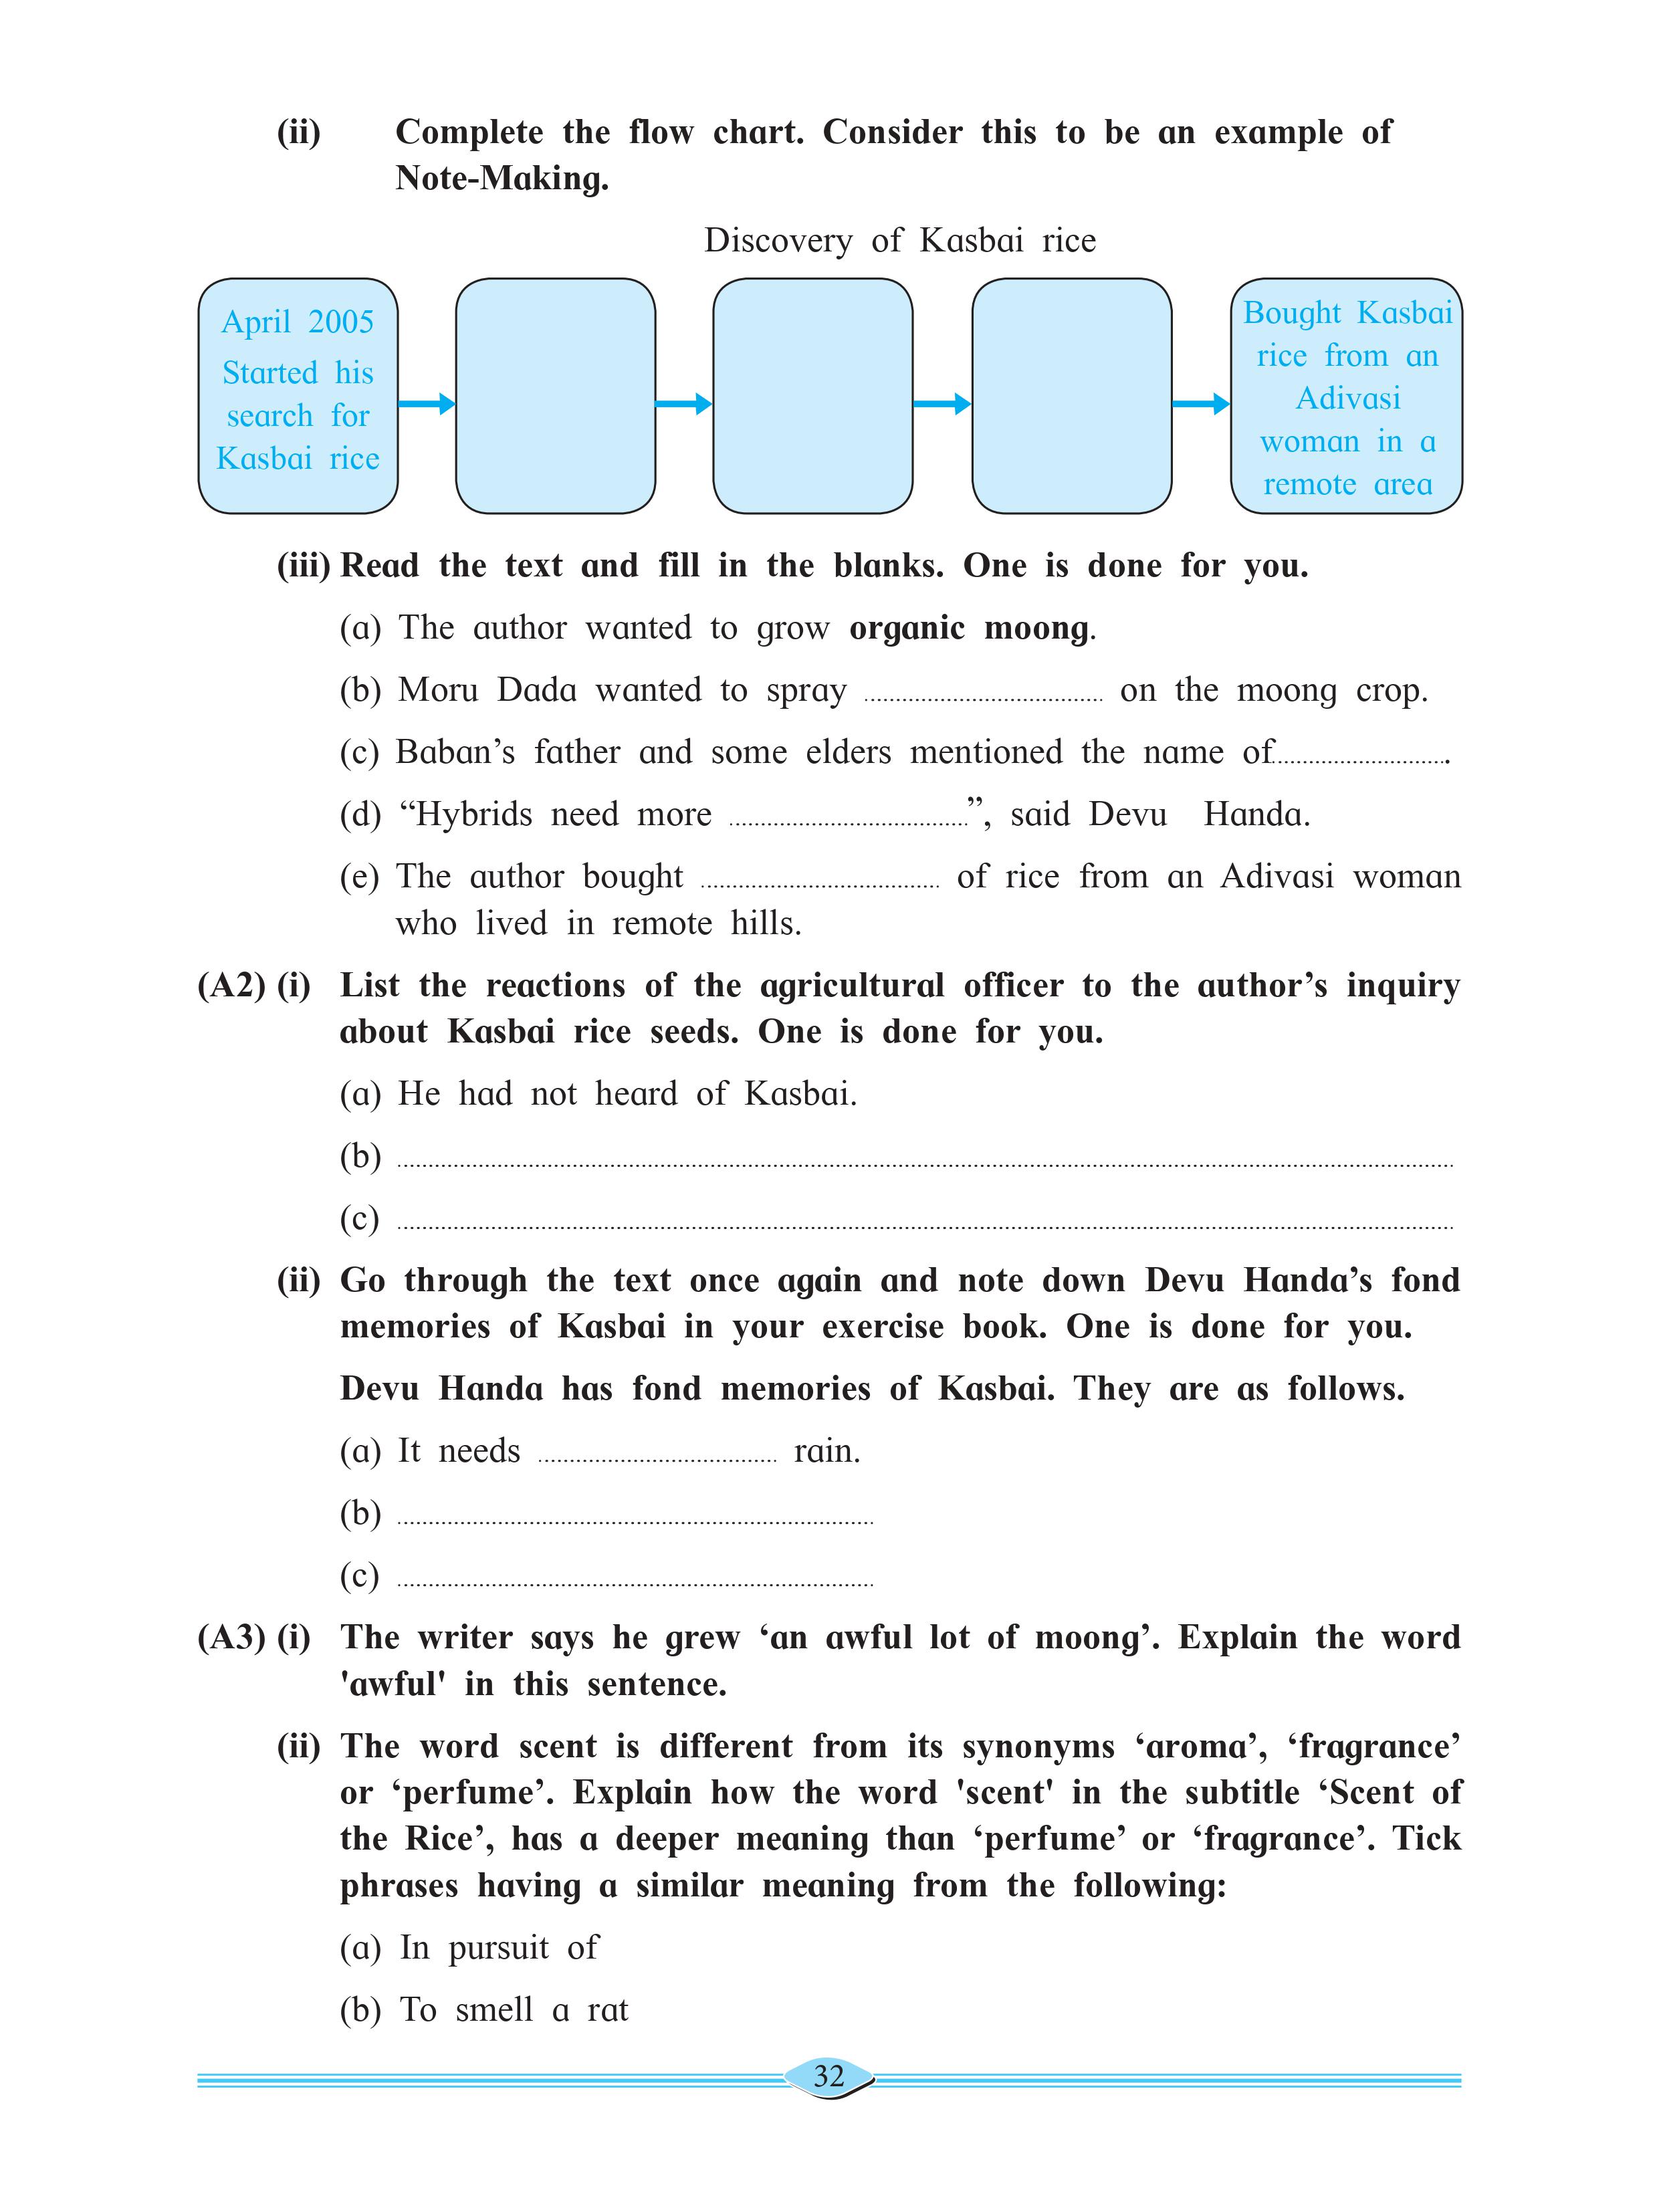 (ii) Complete the flow chart. Consider this to be an example of
Note-Making.
Discovery of Kasbai rice
April 2005
Started his
search for
Kasbai rice
Bought Kasbai
rice from an
Adivasi
woman in a
remote area
(iii) Read the text and fill in the blanks. One is done for you.
(a) The author wanted to grow organic moong.
(b) Moru Dada wanted to spray ...................................... on the moong crop.
(c) Baban’s father and some elders mentioned the name of............................
(d) “Hybrids need more ......................................”, said Devu Handa.
(e) The author bought ...................................... of rice from an Adivasi woman
who lived in remote hills.
(A2) (i) List the reactions of the agricultural officer to the author’s inquiry
about Kasbai rice seeds. One is done for you.
(a) He had not heard of Kasbai.
(b) ......................................................................
(c) ......................................................................
(ii) Go through the text once again and note down Devu Handa’s fond
memories of Kasbai in your exercise book. One is done for you.
Devu Handa has fond memories of Kasbai. They are as follows.
(a) It needs ...................................... rain.
(b) ......................................................................
(c) ......................................................................
(A3) (i) The writer says he grew ‘an awful lot of moong’. Explain the word
'awful' in this sentence.
(ii) The word scent is different from its synonyms ‘aroma’, ‘fragrance’
or ‘perfume’. Explain how the word 'scent' in the subtitle ‘Scent of
the Rice’, has a deeper meaning than ‘perfume’ or ‘fragrance’. Tick
phrases having a similar meaning from the following:
(a) In pursuit of
(b) To smell a rat
32